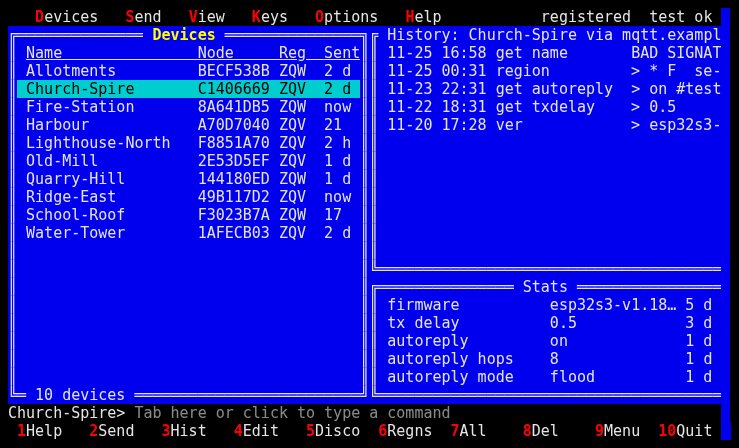 Devices Send View Keys Options Help registered test ok
Devices
Name Node Reg Sent
Allotments BECF538B ZQW 2 d
Church-Spire C1406669 ZQV 2 d
Fire-Station 8A641DB5 ZQW now
Harbour A70D7040 ZQV 21
Lighthouse-North F8851A70 ZQV 2 h
Old-Mill 2E53D5EF ZQV 1 d
Quarry-Hill 144180ED ZQW 1 d
Ridge-East 49B117D2 ZQV now
School-Roof F3023B7A ZQW 17
Water-Tower 1AFECB03 ZQV 2 d
10 devices
History: Church-Spire via mqtt.exampl
11-25 16:58 get name BAD SIGNAT
11-25 00:31 region > * F se-
11-23 22:31 get autoreply > on #test
11-22 18:31 get txdelay > 0.5
11-20 17:28 ver > esp32s3-
Stats
firmware esp32s3-v1.18… 5 d
tx delay 0.5 3 d
autoreply on 1 d
autoreply hops 8 1 d
autoreply mode flood 1 d
Church-Spire> Tab here or click to type a command
1Help 2Send 3Hist 4Edit 5Disco 6Regns 7All 8Del 9Menu 10Quit